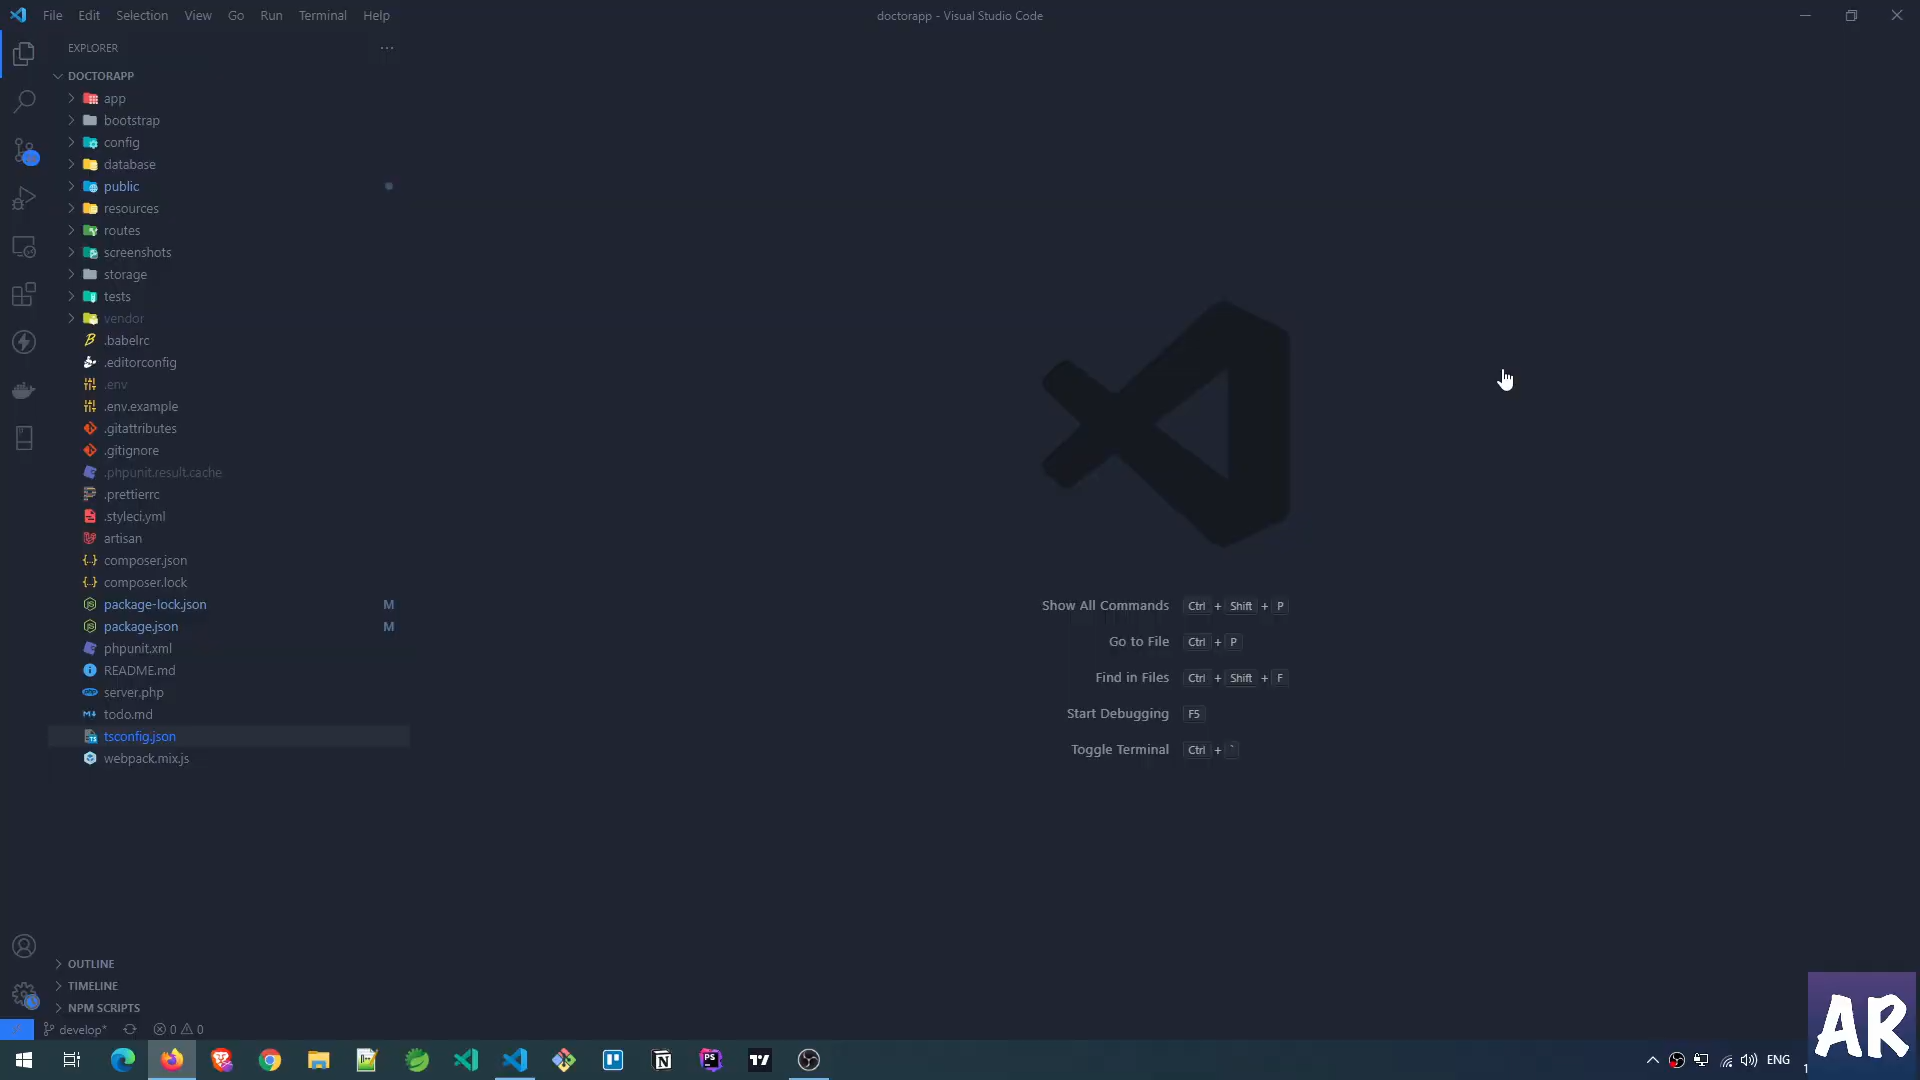 File Edit Selection View Go Run Terminal Help
doctorapp - Visual Studio Code
EXPLORER
DOCTORAPP
app
bootstrap
config
database
public
resources
routes
screenshots
storage
tests
vendor
.babelrc
.editorconfig
.env
.env.example
.gitattributes
.gitignore
.phpunit.result.cache
.prettierrc
.styleci.yml
artisan
composer.json
composer.lock
package-lock.json M
package.json M
phpunit.xml
README.md
server.php
todo.md
tsconfig.json
webpack.mix.js
Show All Commands Ctrl + Shift + P
Go to File Ctrl + P
Find in Files Ctrl + Shift + F
Start Debugging F5
Toggle Terminal Ctrl + `
OUTLINE
TIMELINE
NPM SCRIPTS
develop* 0 0
ENG
AR